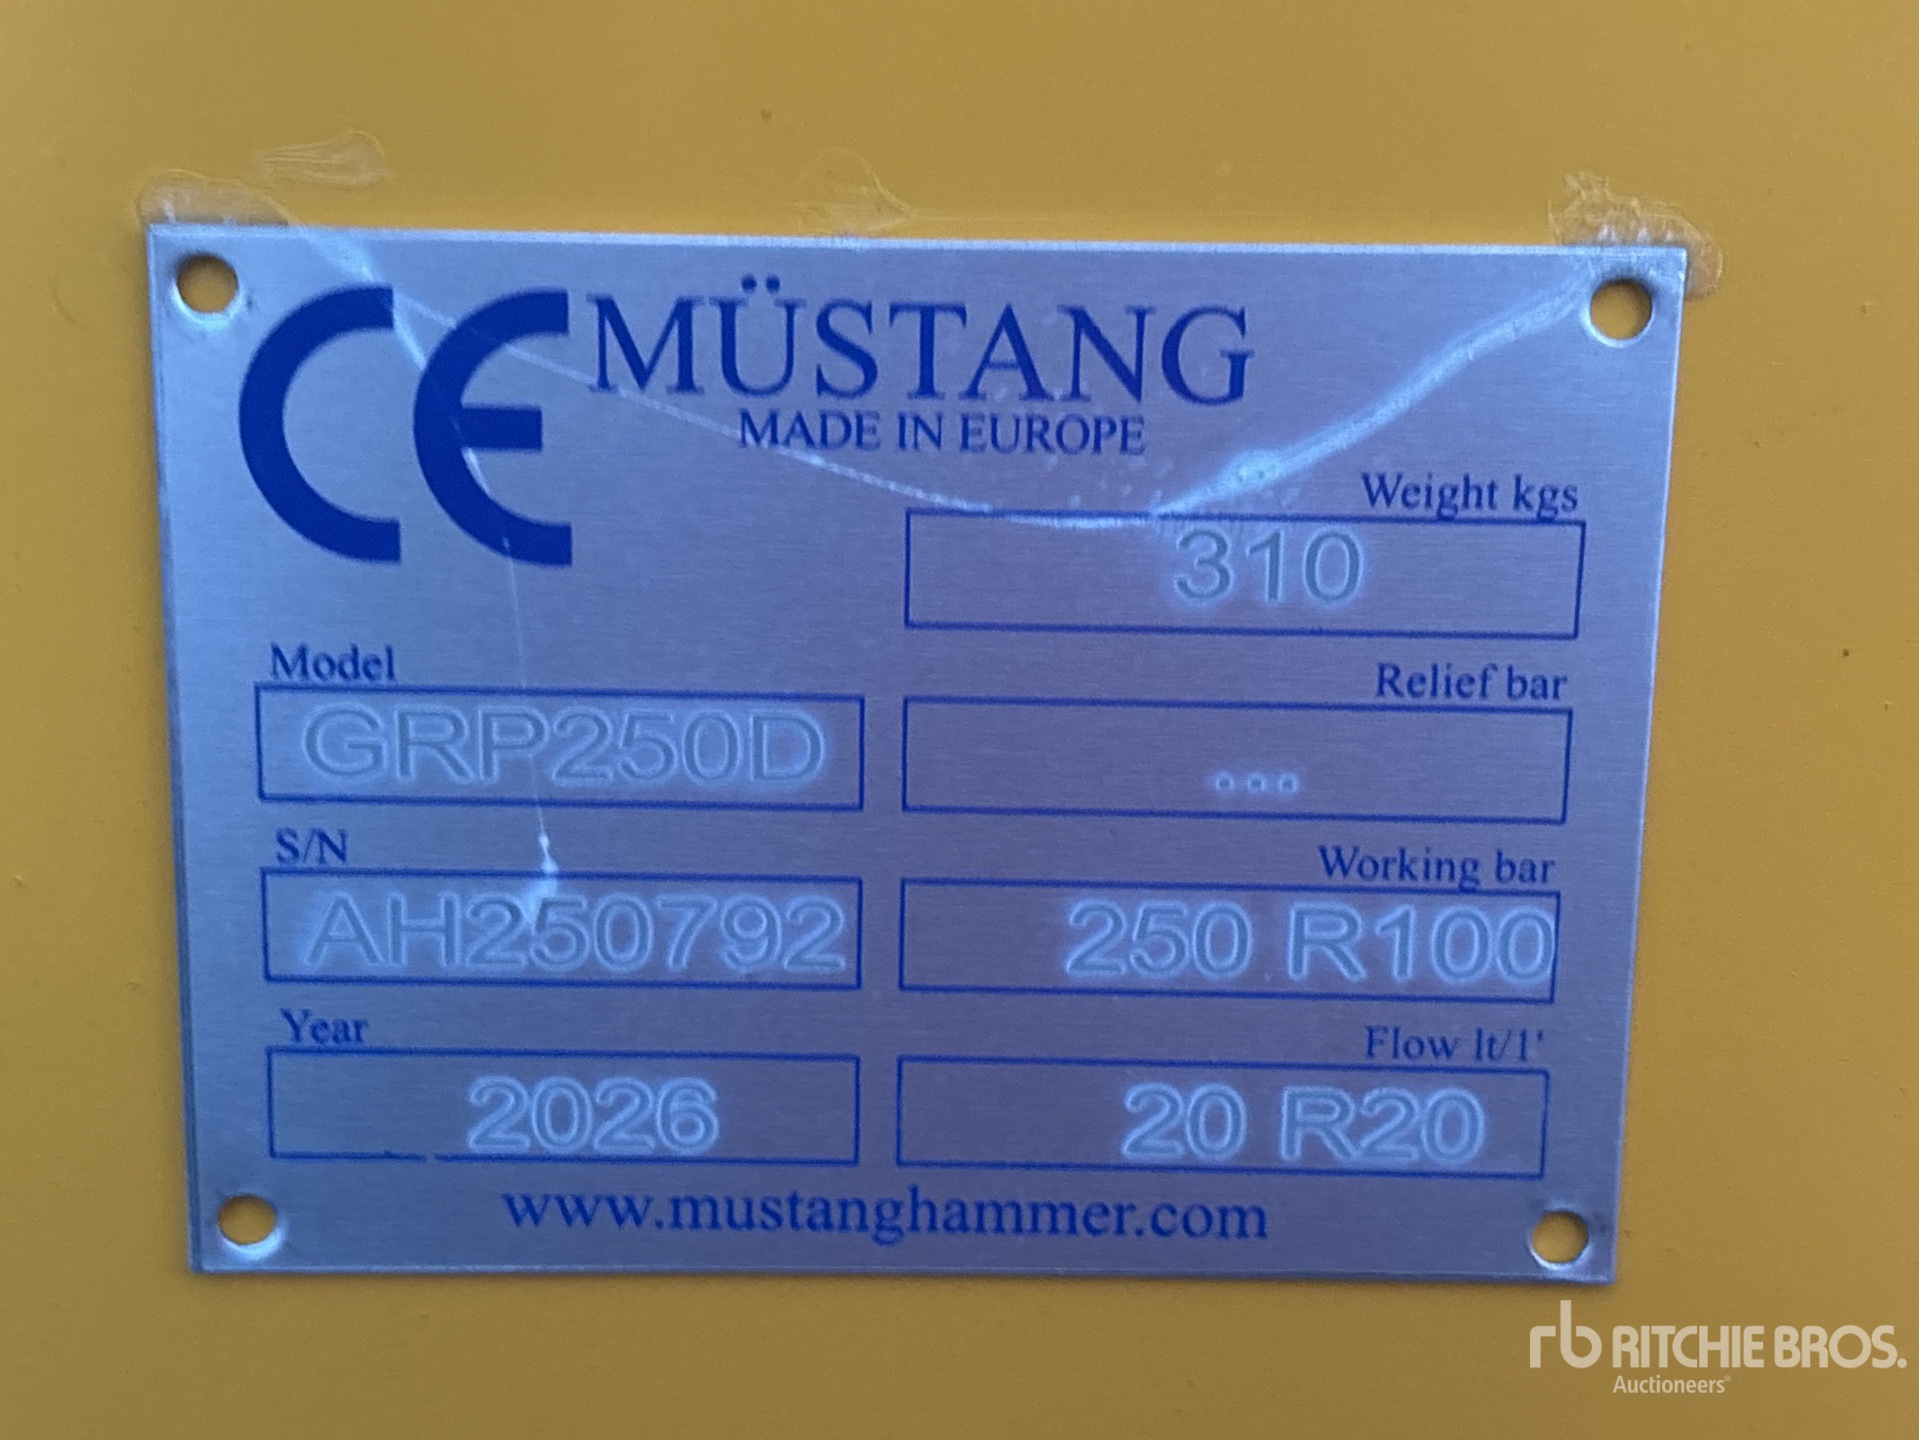 CE MÜSTANG
MADE IN EUROPE
Weight kgs
310
Model
GRP250D
Relief bar
...
S/N
AH250792
Working bar
250 R100
Year
2026
Flow lt/1'
20 R20
www.mustanghammer.com
rb RITCHIE BROS.
Auctioneers®